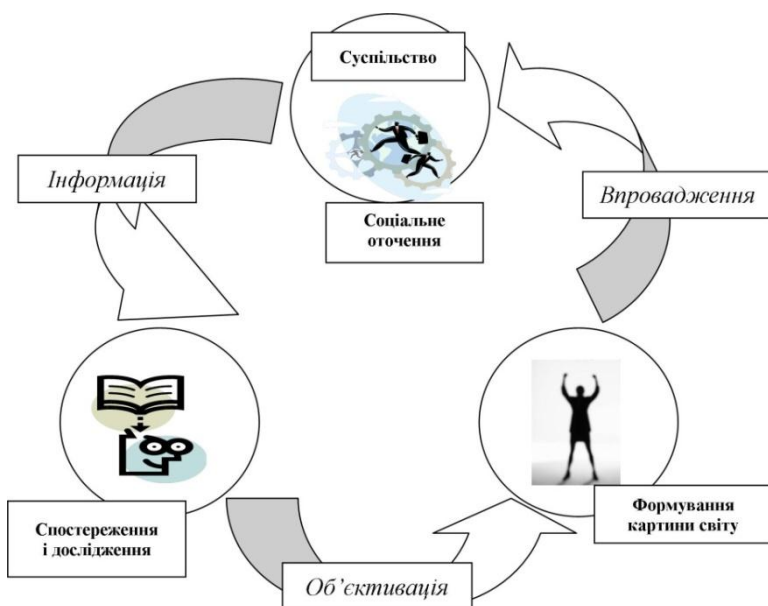 Суспільство
Інформація
Впровадження
Соціальне
оточення
Спостереження
і дослідження
Формування
картини світу
Об’єктивація